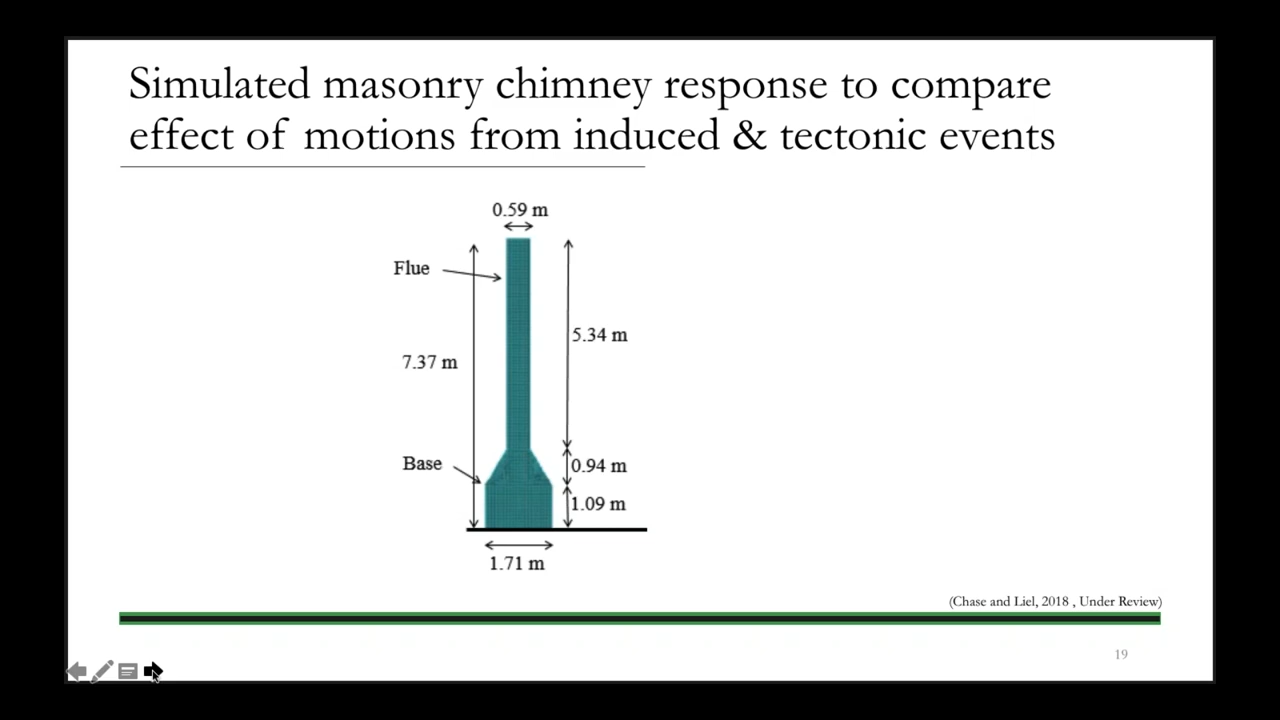 Simulated masonry chimney response to compare
effect of motions from induced & tectonic events
0.59 m
Flue
5.34 m
7.37 m
Base
0.94 m
1.09 m
1.71 m
(Chase and Liel, 2018 , Under Review)
19